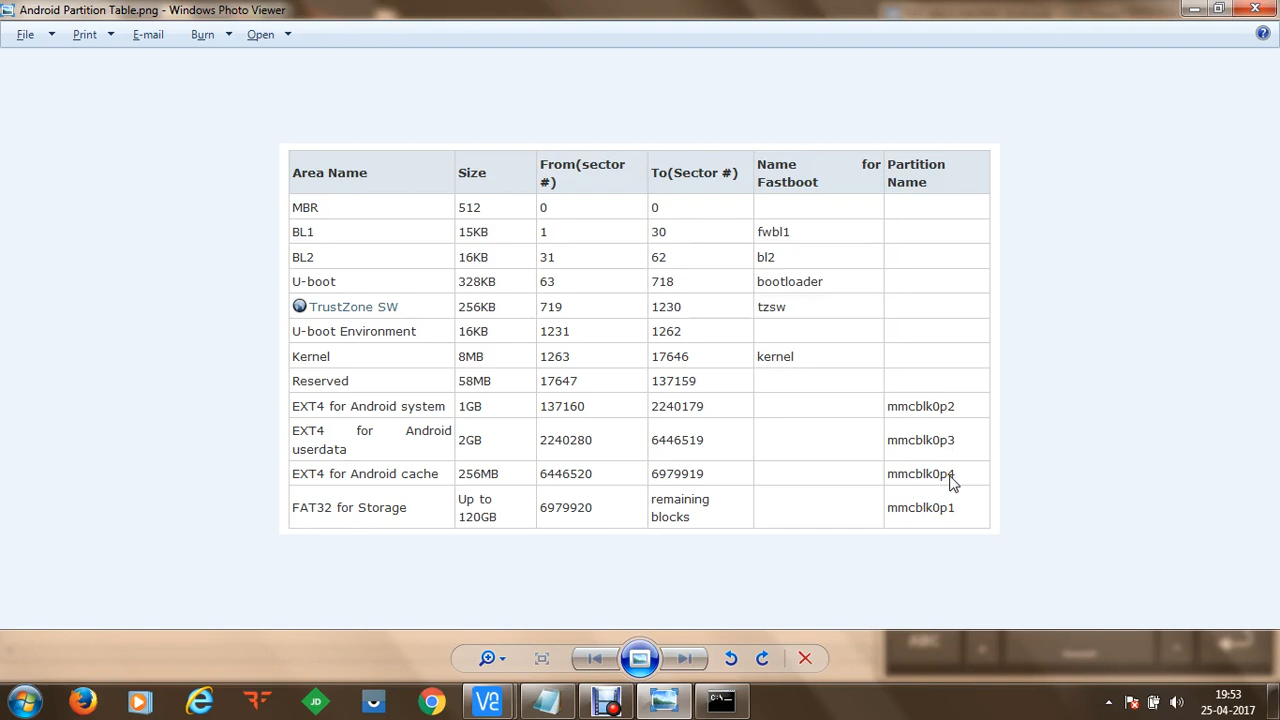 Android Partition Table.png - Windows Photo Viewer
File Print E-mail Burn Open
Area Name Size From(sector #) To(Sector #) Name for Fastboot Partition Name
MBR 512 0 0
BL1 15KB 1 30 fwbl1
BL2 16KB 31 62 bl2
U-boot 328KB 63 718 bootloader
TrustZone SW 256KB 719 1230 tzsw
U-boot Environment 16KB 1231 1262
Kernel 8MB 1263 17646 kernel
Reserved 58MB 17647 137159
EXT4 for Android system 1GB 137160 2240179 mmcblk0p2
EXT4 for Android userdata 2GB 2240280 6446519 mmcblk0p3
EXT4 for Android cache 256MB 6446520 6979919 mmcblk0p4
FAT32 for Storage Up to 120GB 6979920 remaining blocks mmcblk0p1
ABC
JD
C:\
19:53
25-04-2017